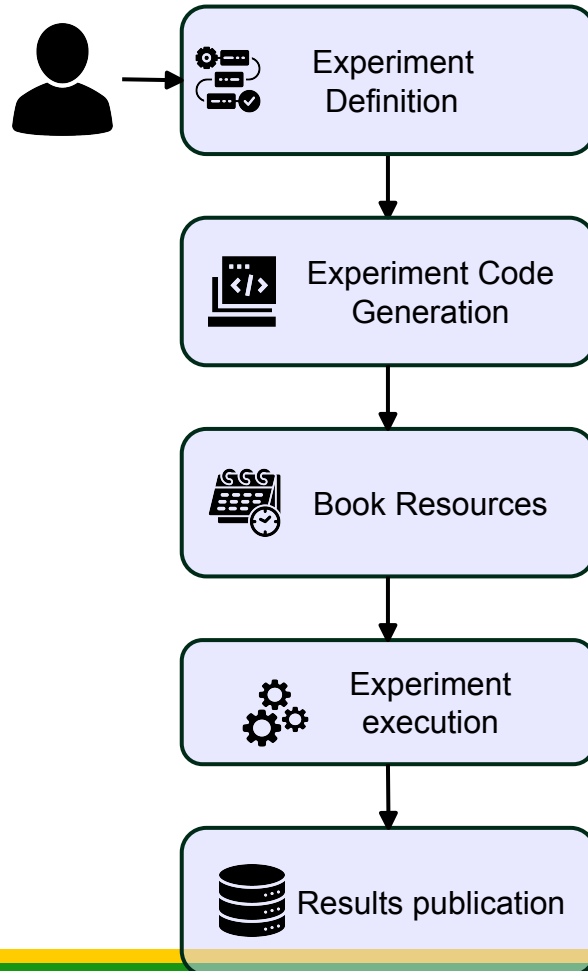 Experiment
Definition
</>
Experiment Code
Generation
Book Resources
Experiment
execution
Results publication